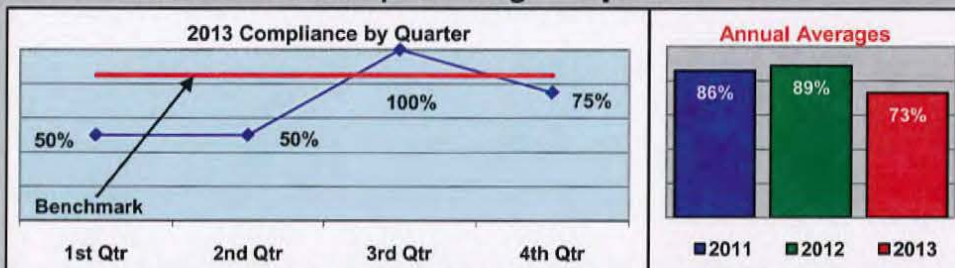 2013 Compliance by Quarter
100%
75%
50%
50%
Benchmark
1st Qtr 2nd Qtr 3rd Qtr 4th Qtr
Annual Averages
86%
89%
73%
2011 2012 2013